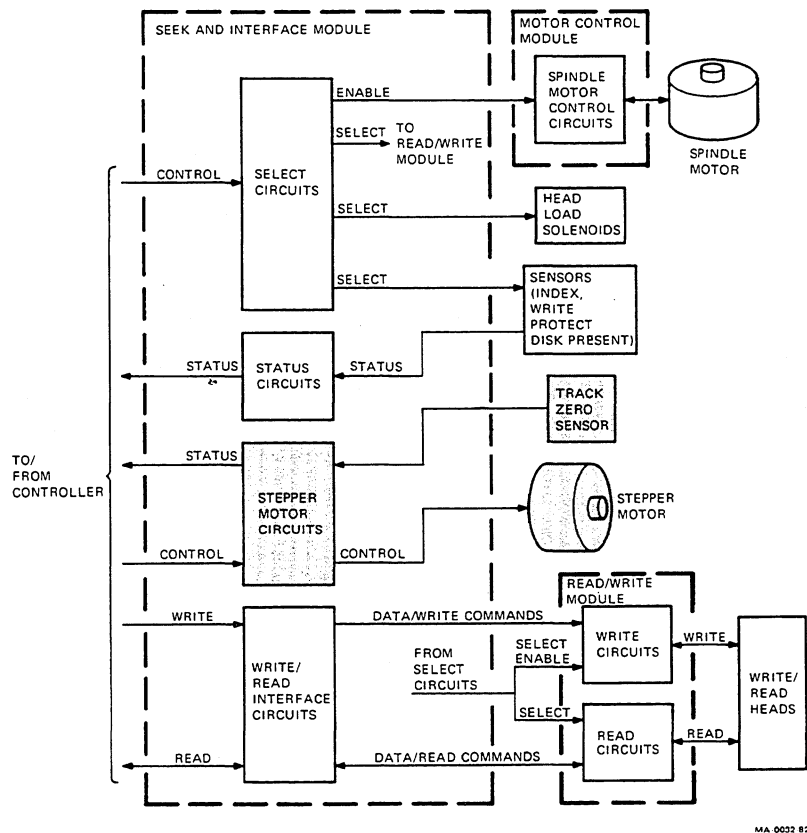 SEEK AND INTERFACE MODULE
MOTOR CONTROL
MODULE
ENABLE
SPINDLE
MOTOR
CONTROL
CIRCUITS
SPINDLE
MOTOR
SELECT
TO
READ/WRITE
MODULE
CONTROL
SELECT
CIRCUITS
SELECT
HEAD
LOAD
SOLENOIDS
SELECT
SENSORS
(INDEX,
WRITE
PROTECT
DISK PRESENT)
STATUS
STATUS
CIRCUITS
STATUS
TRACK
ZERO
SENSOR
TO/
FROM
CONTROLLER
STATUS
STEPPER
MOTOR
CIRCUITS
STEPPER
MOTOR
CONTROL
CONTROL
READ/WRITE
MODULE
WRITE
DATA/WRITE COMMANDS
WRITE
CIRCUITS
WRITE
WRITE/
READ
INTERFACE
CIRCUITS
FROM
SELECT
CIRCUITS
SELECT
ENABLE
WRITE/
READ
HEADS
SELECT
READ
CIRCUITS
READ
READ
DATA/READ COMMANDS
MA-0032 82